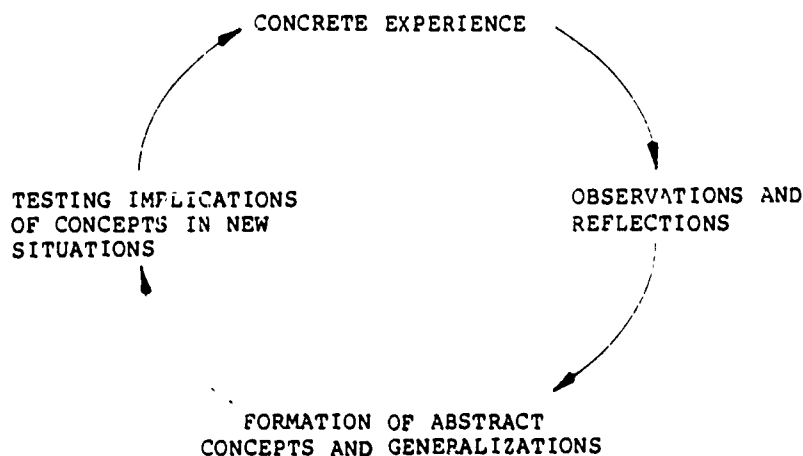 CONCRETE EXPERIENCE
OBSERVATIONS AND
REFLECTIONS
FORMATION OF ABSTRACT
CONCEPTS AND GENERALIZATIONS
TESTING IMPLICATIONS
OF CONCEPTS IN NEW
SITUATIONS